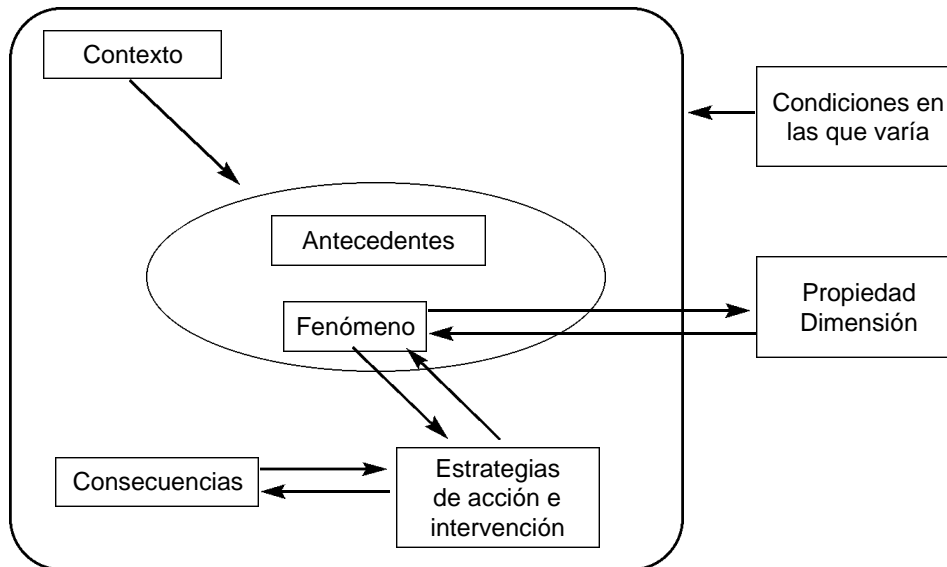 Contexto
Condiciones en
las que varía
Antecedentes
Propiedad
Dimensión
Fenómeno
Consecuencias
Estrategias
de acción e
intervención